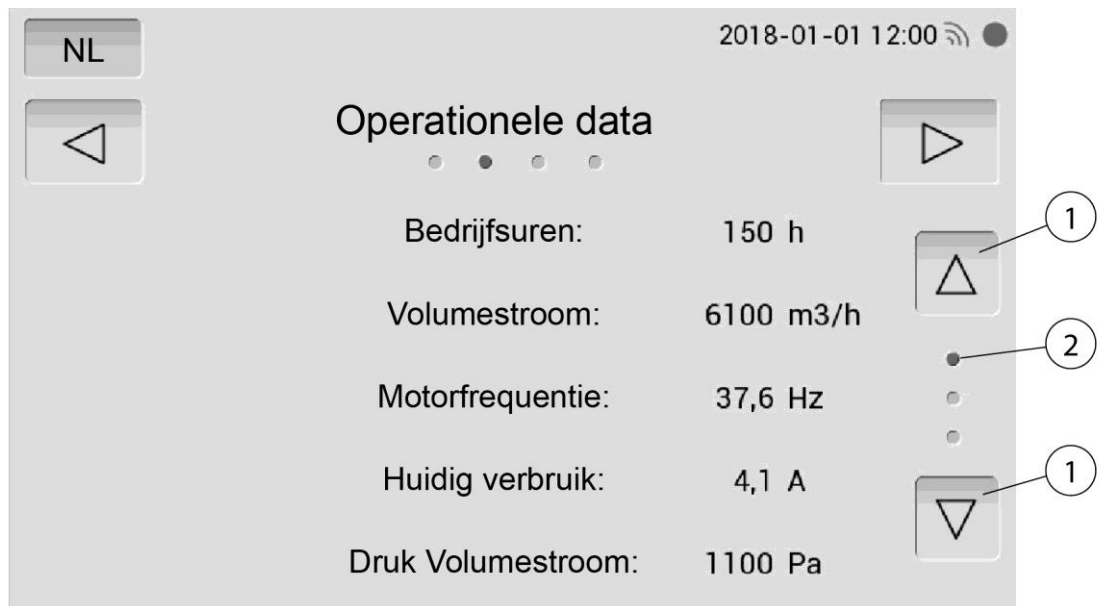 NL
2018-01-01 12:00
Operationele data
Bedrijfsuren: 150 h
1
Volumestroom: 6100 m3/h
2
Motorfrequentie: 37,6 Hz
Huidig verbruik: 4,1 A
1
Druk Volumestroom: 1100 Pa